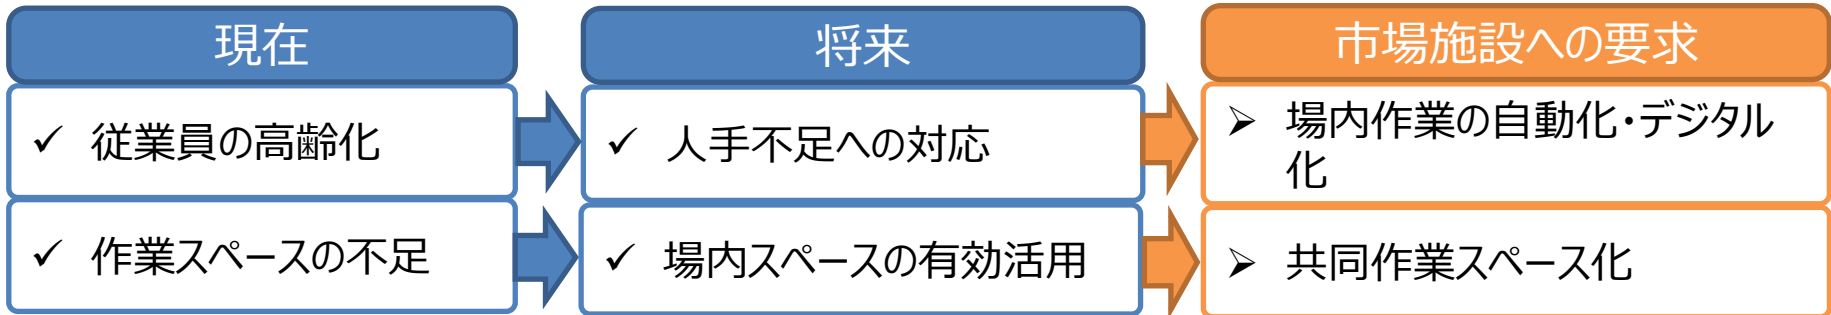 現在
将来
市場施設への要求
✓ 従業員の高齢化
✓ 人手不足への対応
➢ 場内作業の自動化・デジタル
化
✓ 作業スペースの不足
✓ 場内スペースの有効活用
➢ 共同作業スペース化